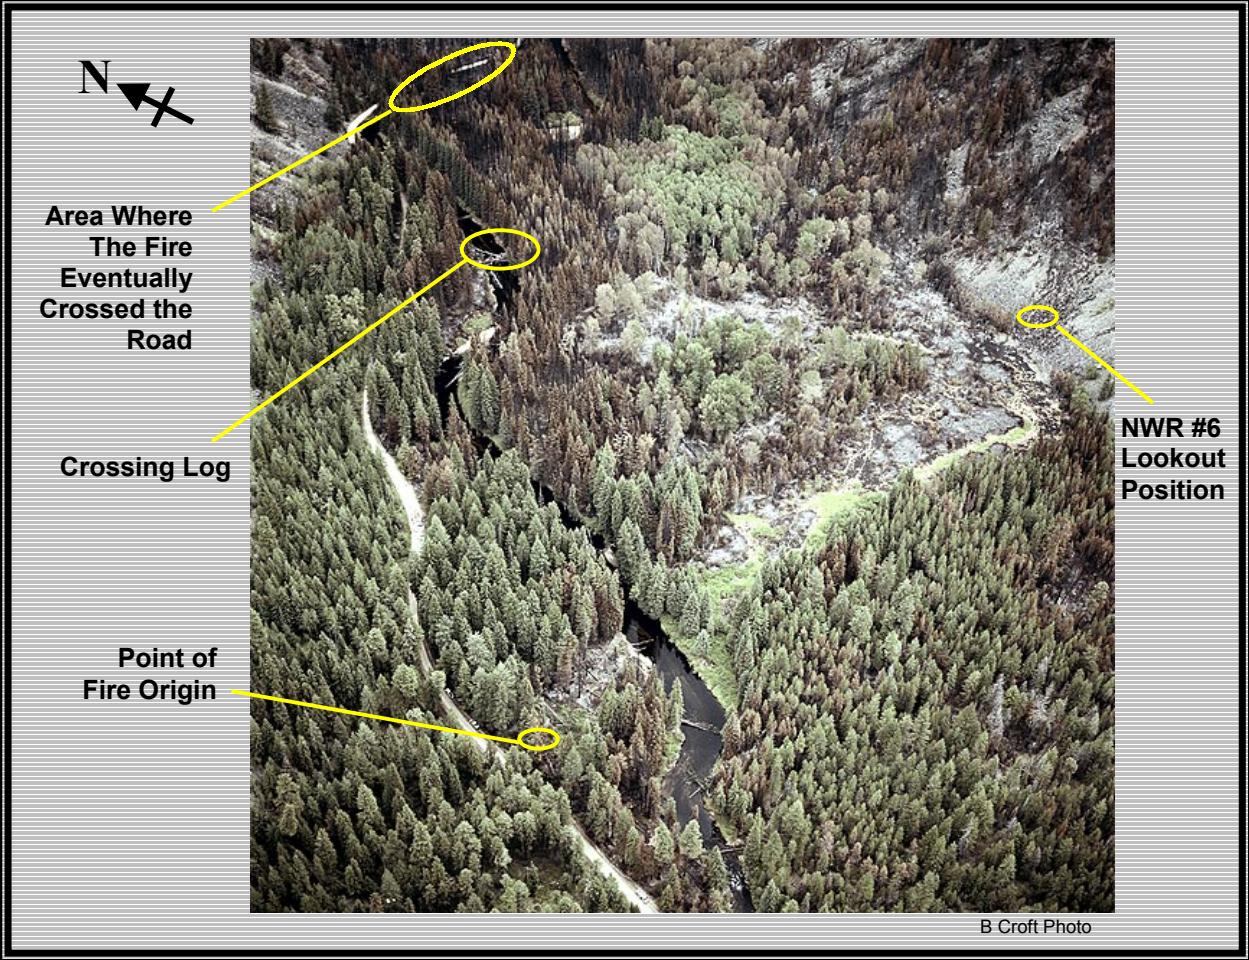 N
Area Where
The Fire
Eventually
Crossed the
Road
Crossing Log
NWR #6
Lookout
Position
Point of
Fire Origin
B Croft Photo